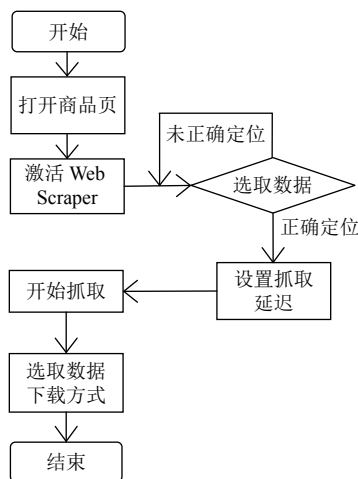 开始
打开商品页
激活 Web
Scraper
未正确定位
选取数据
正确定位
设置抓取
延迟
开始抓取
选取数据
下载方式
结束